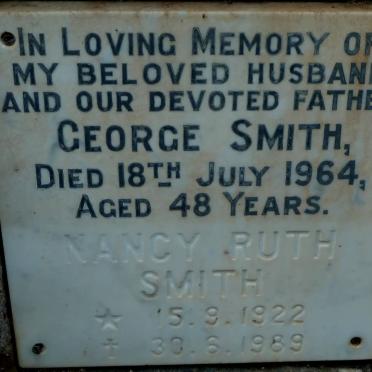 IN LOVING MEMORY OF
MY BELOVED HUSBAND
AND OUR DEVOTED FATHE
GEORGE SMITH,
DIED 18TH JULY 1964,
AGED 48 YEARS.
NANCY RUTH
SMITH
☆ 15.9.1922
✝ 30.6.1989